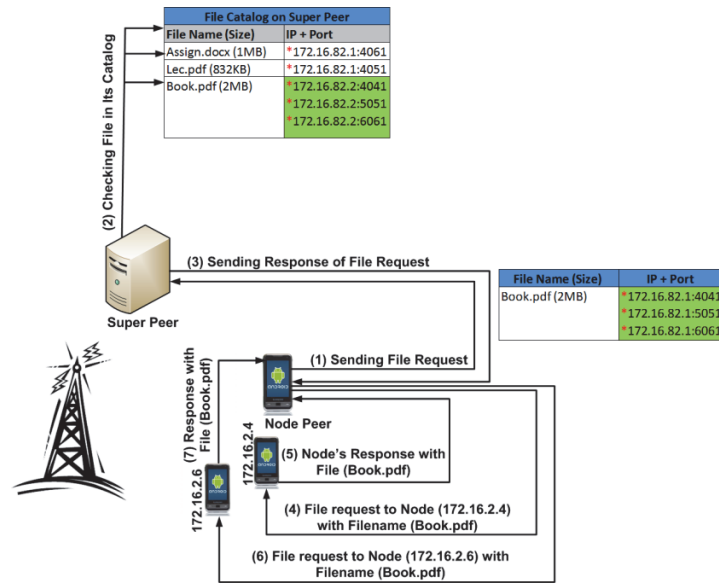 File Catalog on Super Peer
File Name (Size) IP + Port
Assign.docx (1MB) *172.16.82.1:4061
Lec.pdf (832KB) *172.16.82.1:4051
Book.pdf (2MB) *172.16.82.2:4041
*172.16.82.2:5051
*172.16.82.2:6061
(2) Checking File in Its Catalog
(3) Sending Response of File Request
Super Peer
File Name (Size) IP + Port
Book.pdf (2MB) *172.16.82.1:4041
*172.16.82.1:5051
*172.16.82.1:6061
(1) Sending File Request
ANDROID
Node Peer
(7) Response with
File (Book.pdf)
172.16.2.4
(5) Node's Response with
File (Book.pdf)
172.16.2.6
(4) File request to Node (172.16.2.4)
with Filename (Book.pdf)
(6) File request to Node (172.16.2.6) with
Filename (Book.pdf)